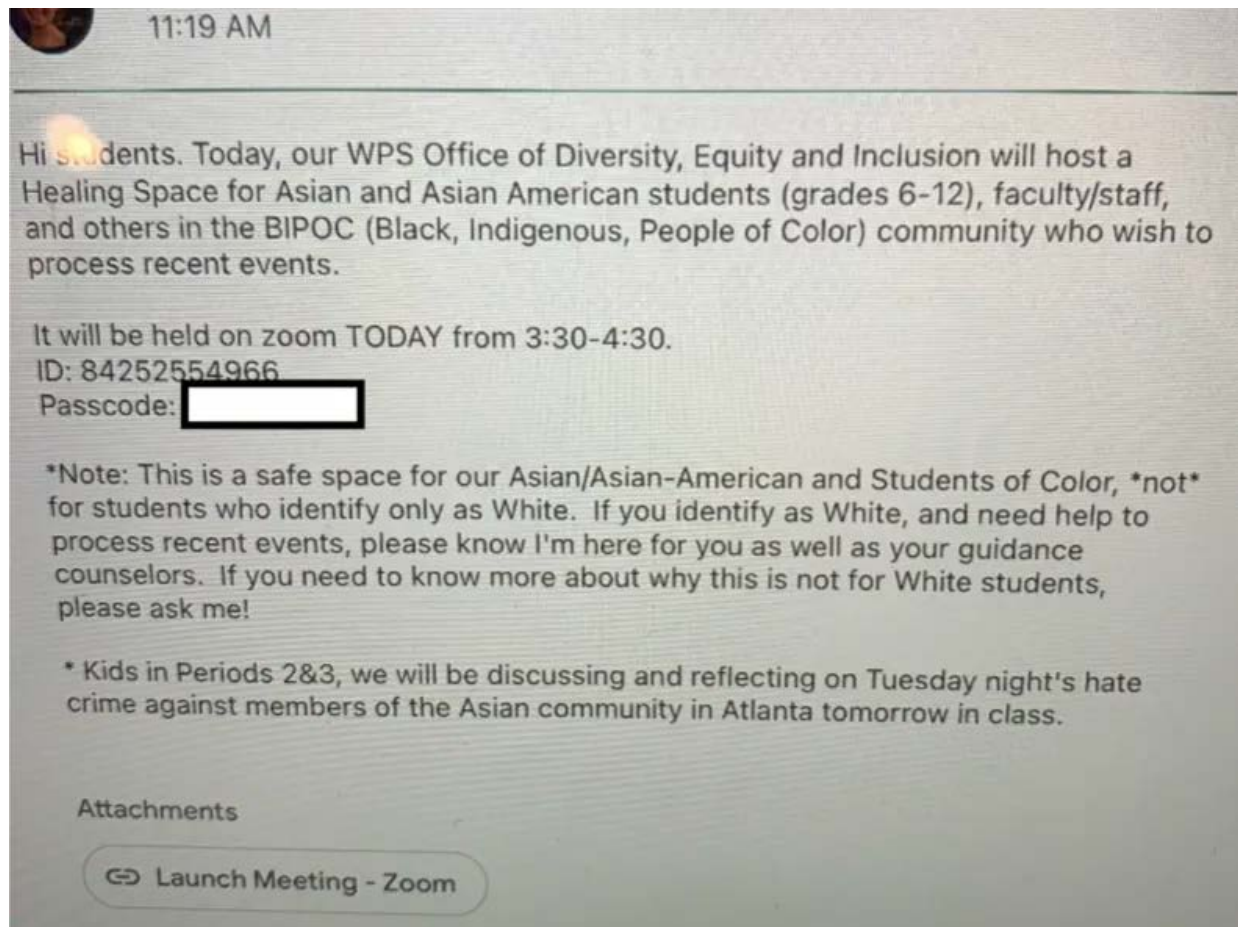 11:19 AM
Hi students. Today, our WPS Office of Diversity, Equity and Inclusion will host a
Healing Space for Asian and Asian American students (grades 6-12), faculty/staff,
and others in the BIPOC (Black, Indigenous, People of Color) community who wish to
process recent events.
It will be held on zoom TODAY from 3:30-4:30.
ID: 84252554966
Passcode:
*Note: This is a safe space for our Asian/Asian-American and Students of Color, *not*
for students who identify only as White. If you identify as White, and need help to
process recent events, please know I'm here for you as well as your guidance
counselors. If you need to know more about why this is not for White students,
please ask me!
* Kids in Periods 2&3, we will be discussing and reflecting on Tuesday night's hate
crime against members of the Asian community in Atlanta tomorrow in class.
Attachments
Launch Meeting - Zoom